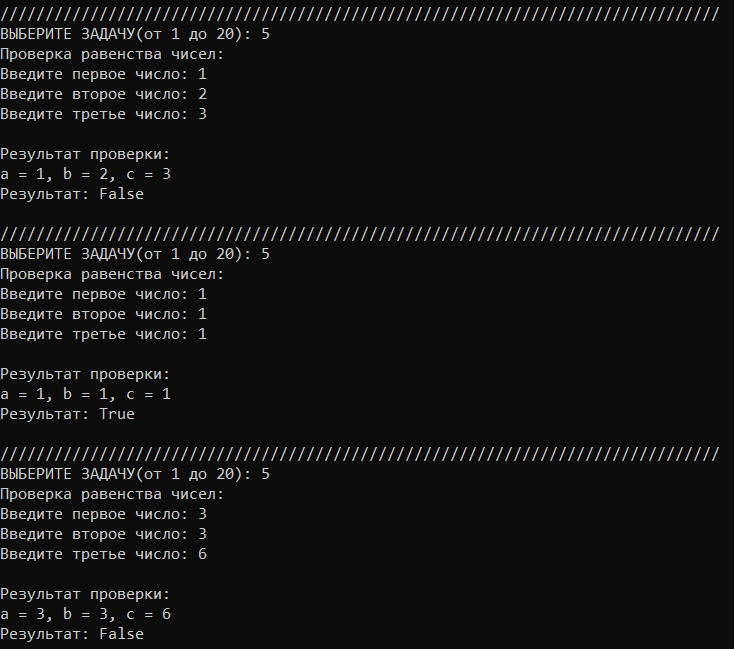 ////////////////////////////////////////////////////////////////////////////////
ВЫБЕРИТЕ ЗАДАЧУ(от 1 до 20): 5
Проверка равенства чисел:
Введите первое число: 1
Введите второе число: 2
Введите третье число: 3
Результат проверки:
a = 1, b = 2, c = 3
Результат: False
////////////////////////////////////////////////////////////////////////////////
ВЫБЕРИТЕ ЗАДАЧУ(от 1 до 20): 5
Проверка равенства чисел:
Введите первое число: 1
Введите второе число: 1
Введите третье число: 1
Результат проверки:
a = 1, b = 1, c = 1
Результат: True
////////////////////////////////////////////////////////////////////////////////
ВЫБЕРИТЕ ЗАДАЧУ(от 1 до 20): 5
Проверка равенства чисел:
Введите первое число: 3
Введите второе число: 3
Введите третье число: 6
Результат проверки:
a = 3, b = 3, c = 6
Результат: False